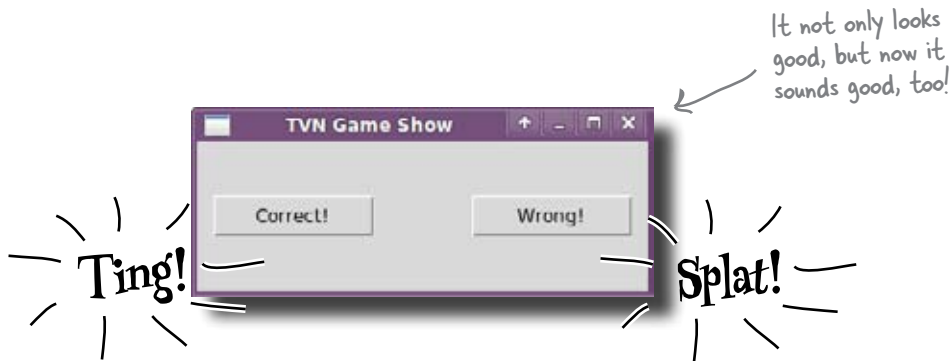 It not only looks
good, but now it
sounds good, too!
TVN Game Show
Correct!
Wrong!
Ting!
Splat!